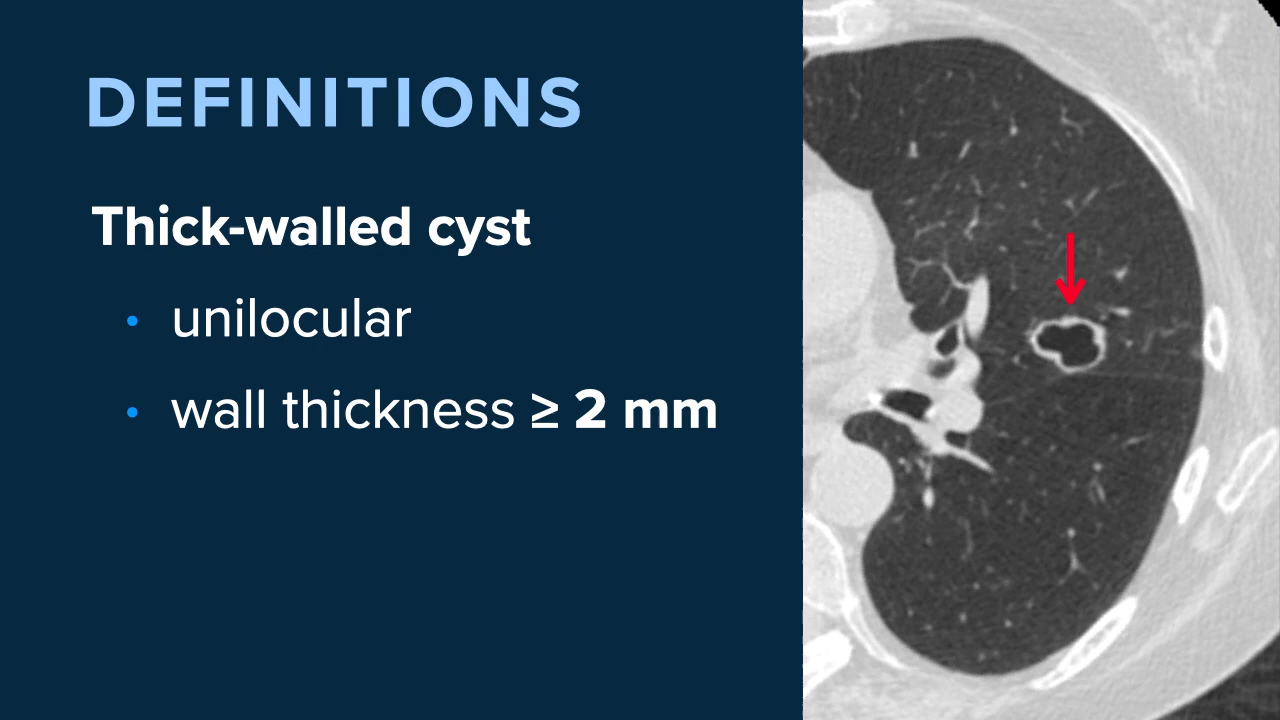 DEFINITIONS
Thick-walled cyst
• unilocular
• wall thickness ≥ 2 mm